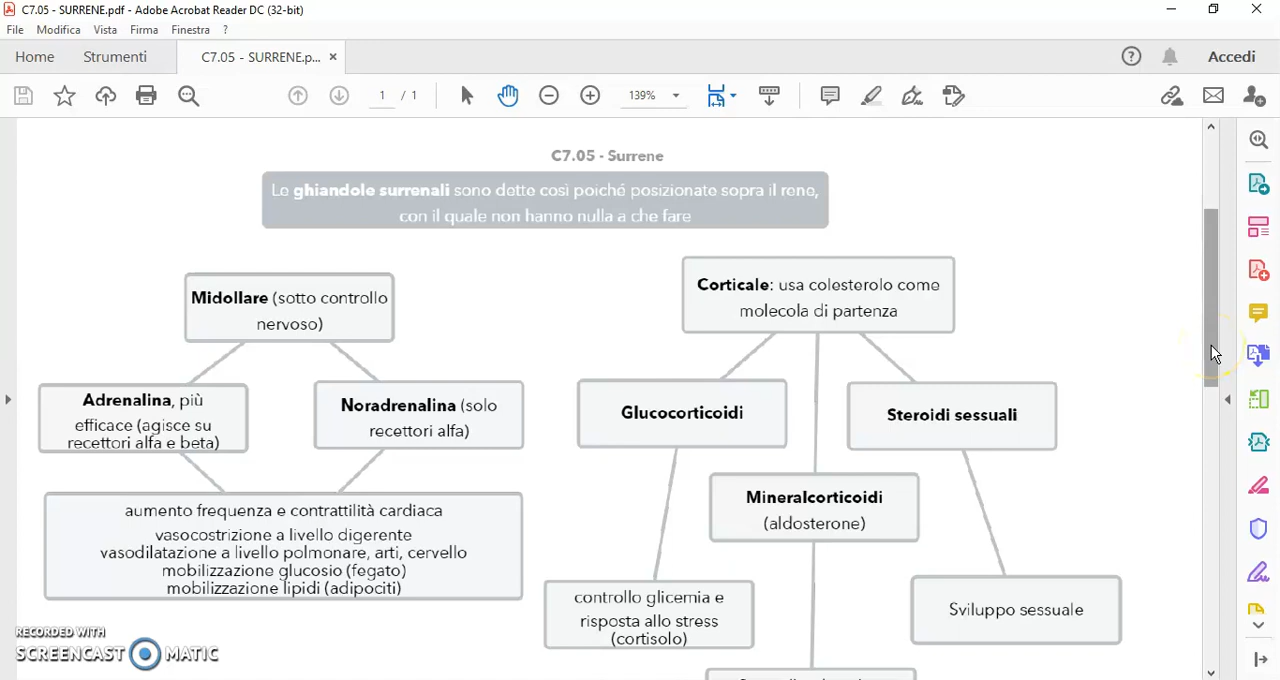 C7.05 - SURRENE.pdf - Adobe Acrobat Reader DC (32-bit)
File Modifica Vista Firma Finestra ?
Home Strumenti C7.05 - SURRENE.p... × Accedi
1 / 1 139%
C7.05 - Surrene
Le ghiandole surrenali sono dette così poiché posizionate sopra il rene,
con il quale non hanno nulla a che fare
Midollare (sotto controllo
nervoso)
Adrenalina, più
efficace (agisce su
recettori alfa e beta)
Noradrenalina (solo
recettori alfa)
aumento frequenza e contrattilità cardiaca
vasocostrizione a livello digerente
vasodilatazione a livello polmonare, arti, cervello
mobilizzazione glucosio (fegato)
mobilizzazione lipidi (adipociti)
Corticale: usa colesterolo come
molecola di partenza
Glucocorticoidi
Steroidi sessuali
Mineralcorticoidi
(aldosterone)
controllo glicemia e
risposta allo stress
(cortisolo)
Sviluppo sessuale
RECORDED WITH
SCREENCAST MATIC